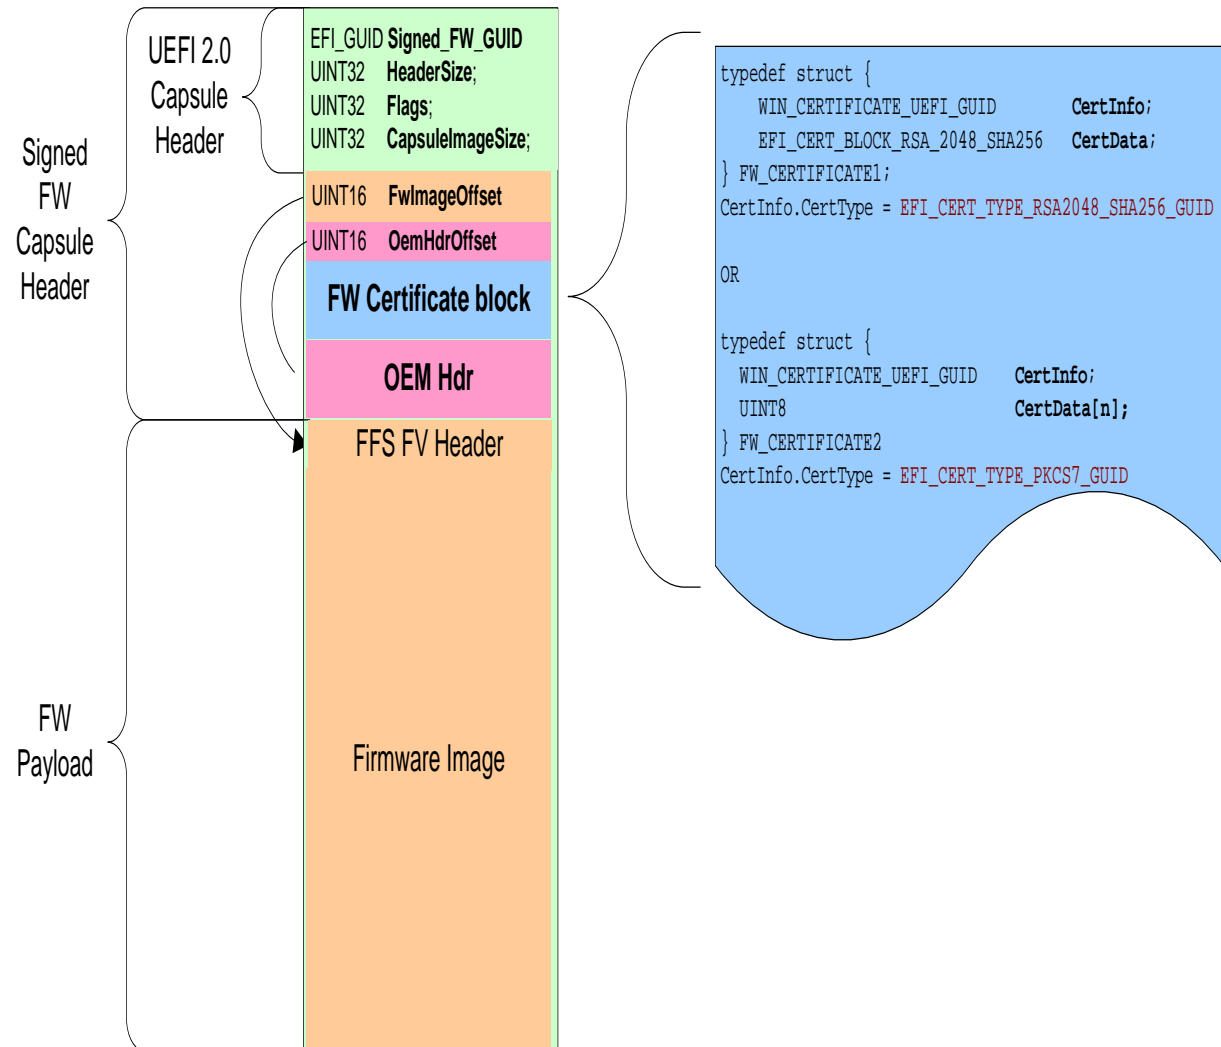 UEFI 2.0
Capsule
Header
Signed
FW
Capsule
Header
FW
Payload
EFI_GUID Signed_FW_GUID
UINT32 HeaderSize;
UINT32 Flags;
UINT32 CapsuleImageSize;
UINT16 FwImageOffset
UINT16 OemHdrOffset
FW Certificate block
OEM Hdr
FFS FV Header
Firmware Image
typedef struct {
WIN_CERTIFICATE_UEFI_GUID CertInfo;
EFI_CERT_BLOCK_RSA_2048_SHA256 CertData;
} FW_CERTIFICATE1;
CertInfo.CertType = EFI_CERT_TYPE_RSA2048_SHA256_GUID
OR
typedef struct {
WIN_CERTIFICATE_UEFI_GUID CertInfo;
UINT8 CertData[n];
} FW_CERTIFICATE2
CertInfo.CertType = EFI_CERT_TYPE_PKCS7_GUID